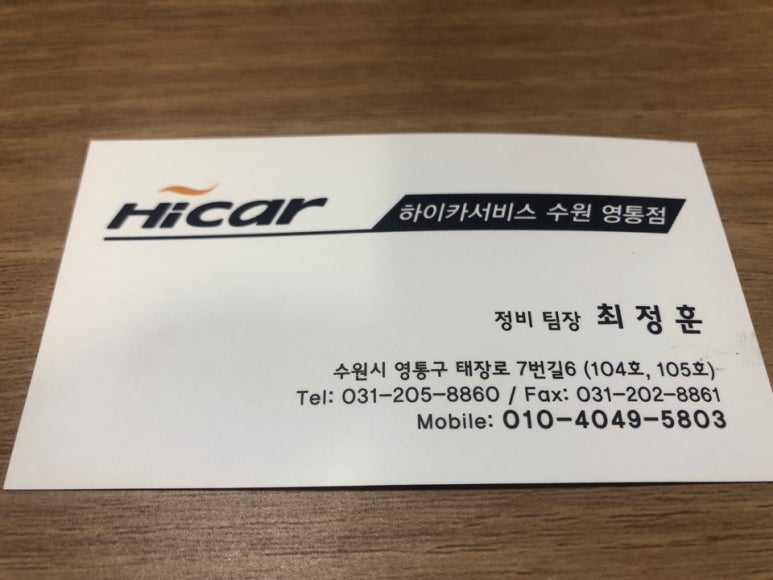 Hicar
하이카서비스 수원 영통점
정비 팀장 최정훈
수원시 영통구 태장로 7번길6 (104호, 105호)
Tel: 031-205-8860 / Fax: 031-202-8861
Mobile: 010-4049-5803